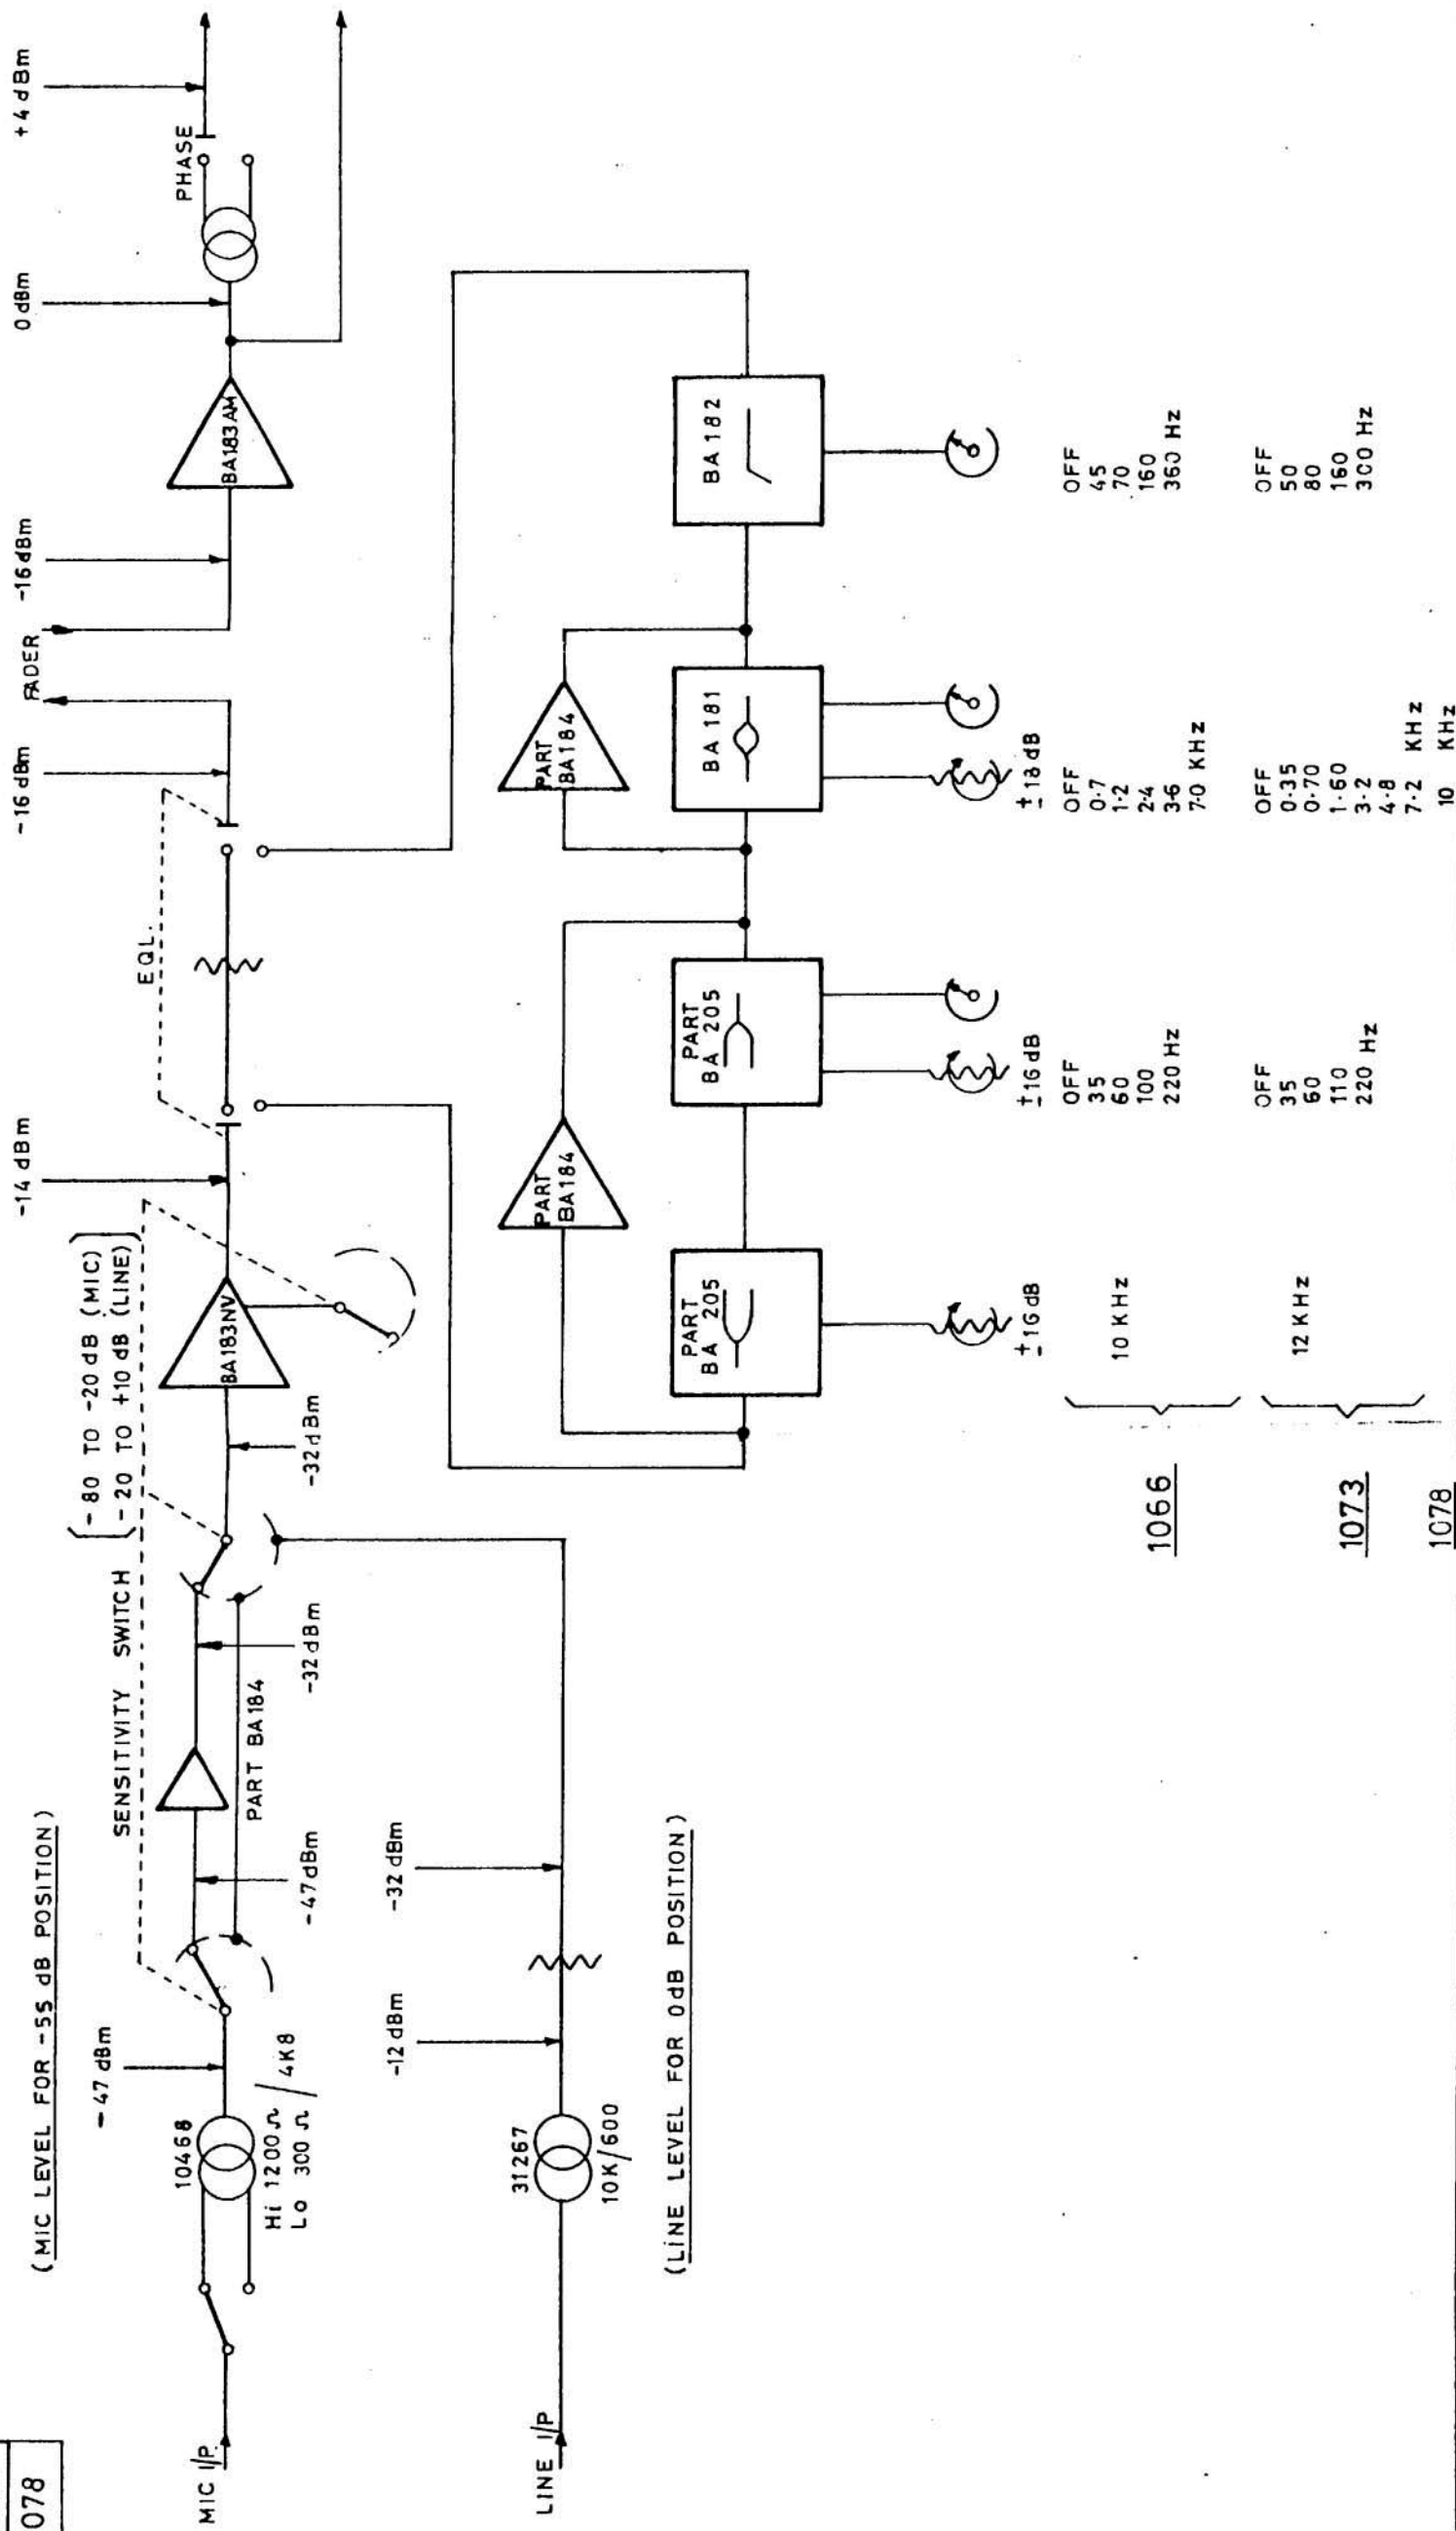 078
(MIC LEVEL FOR -55 dB POSITION)
SENSITIVITY SWITCH
- 80 TO -20 dB (MIC)
- 20 TO +10 dB (LINE)
-14 dBm
EQL.
-16 dBm
FADER
-16 dBm
0 dBm
+4 dBm
MIC I/P.
10468
Hi 1200 Ω
Lo 300 Ω / 4K8
-47 dBm
-47 dBm
PART BA184
-32 dBm
-32 dBm
BA183NV
BA183AM
PHASE
LINE I/P
31267
10K/600
-12 dBm
-32 dBm
(LINE LEVEL FOR 0dB POSITION)
PART
BA184
PART
BA184
PART
BA 205
PART
BA 205
BA 181
BA 182
±16 dB
±16 dB
±18 dB
1066
10 KHz
OFF
35
60
100
220 Hz
OFF
0·7
1·2
2·4
3·6
7·0 KHz
OFF
45
70
160
360 Hz
1073
12 KHz
OFF
35
60
110
220 Hz
OFF
0·35
0·70
1·60
3·2
4·8
7·2 KHz
10 KHz
OFF
50
80
160
300 Hz
1078